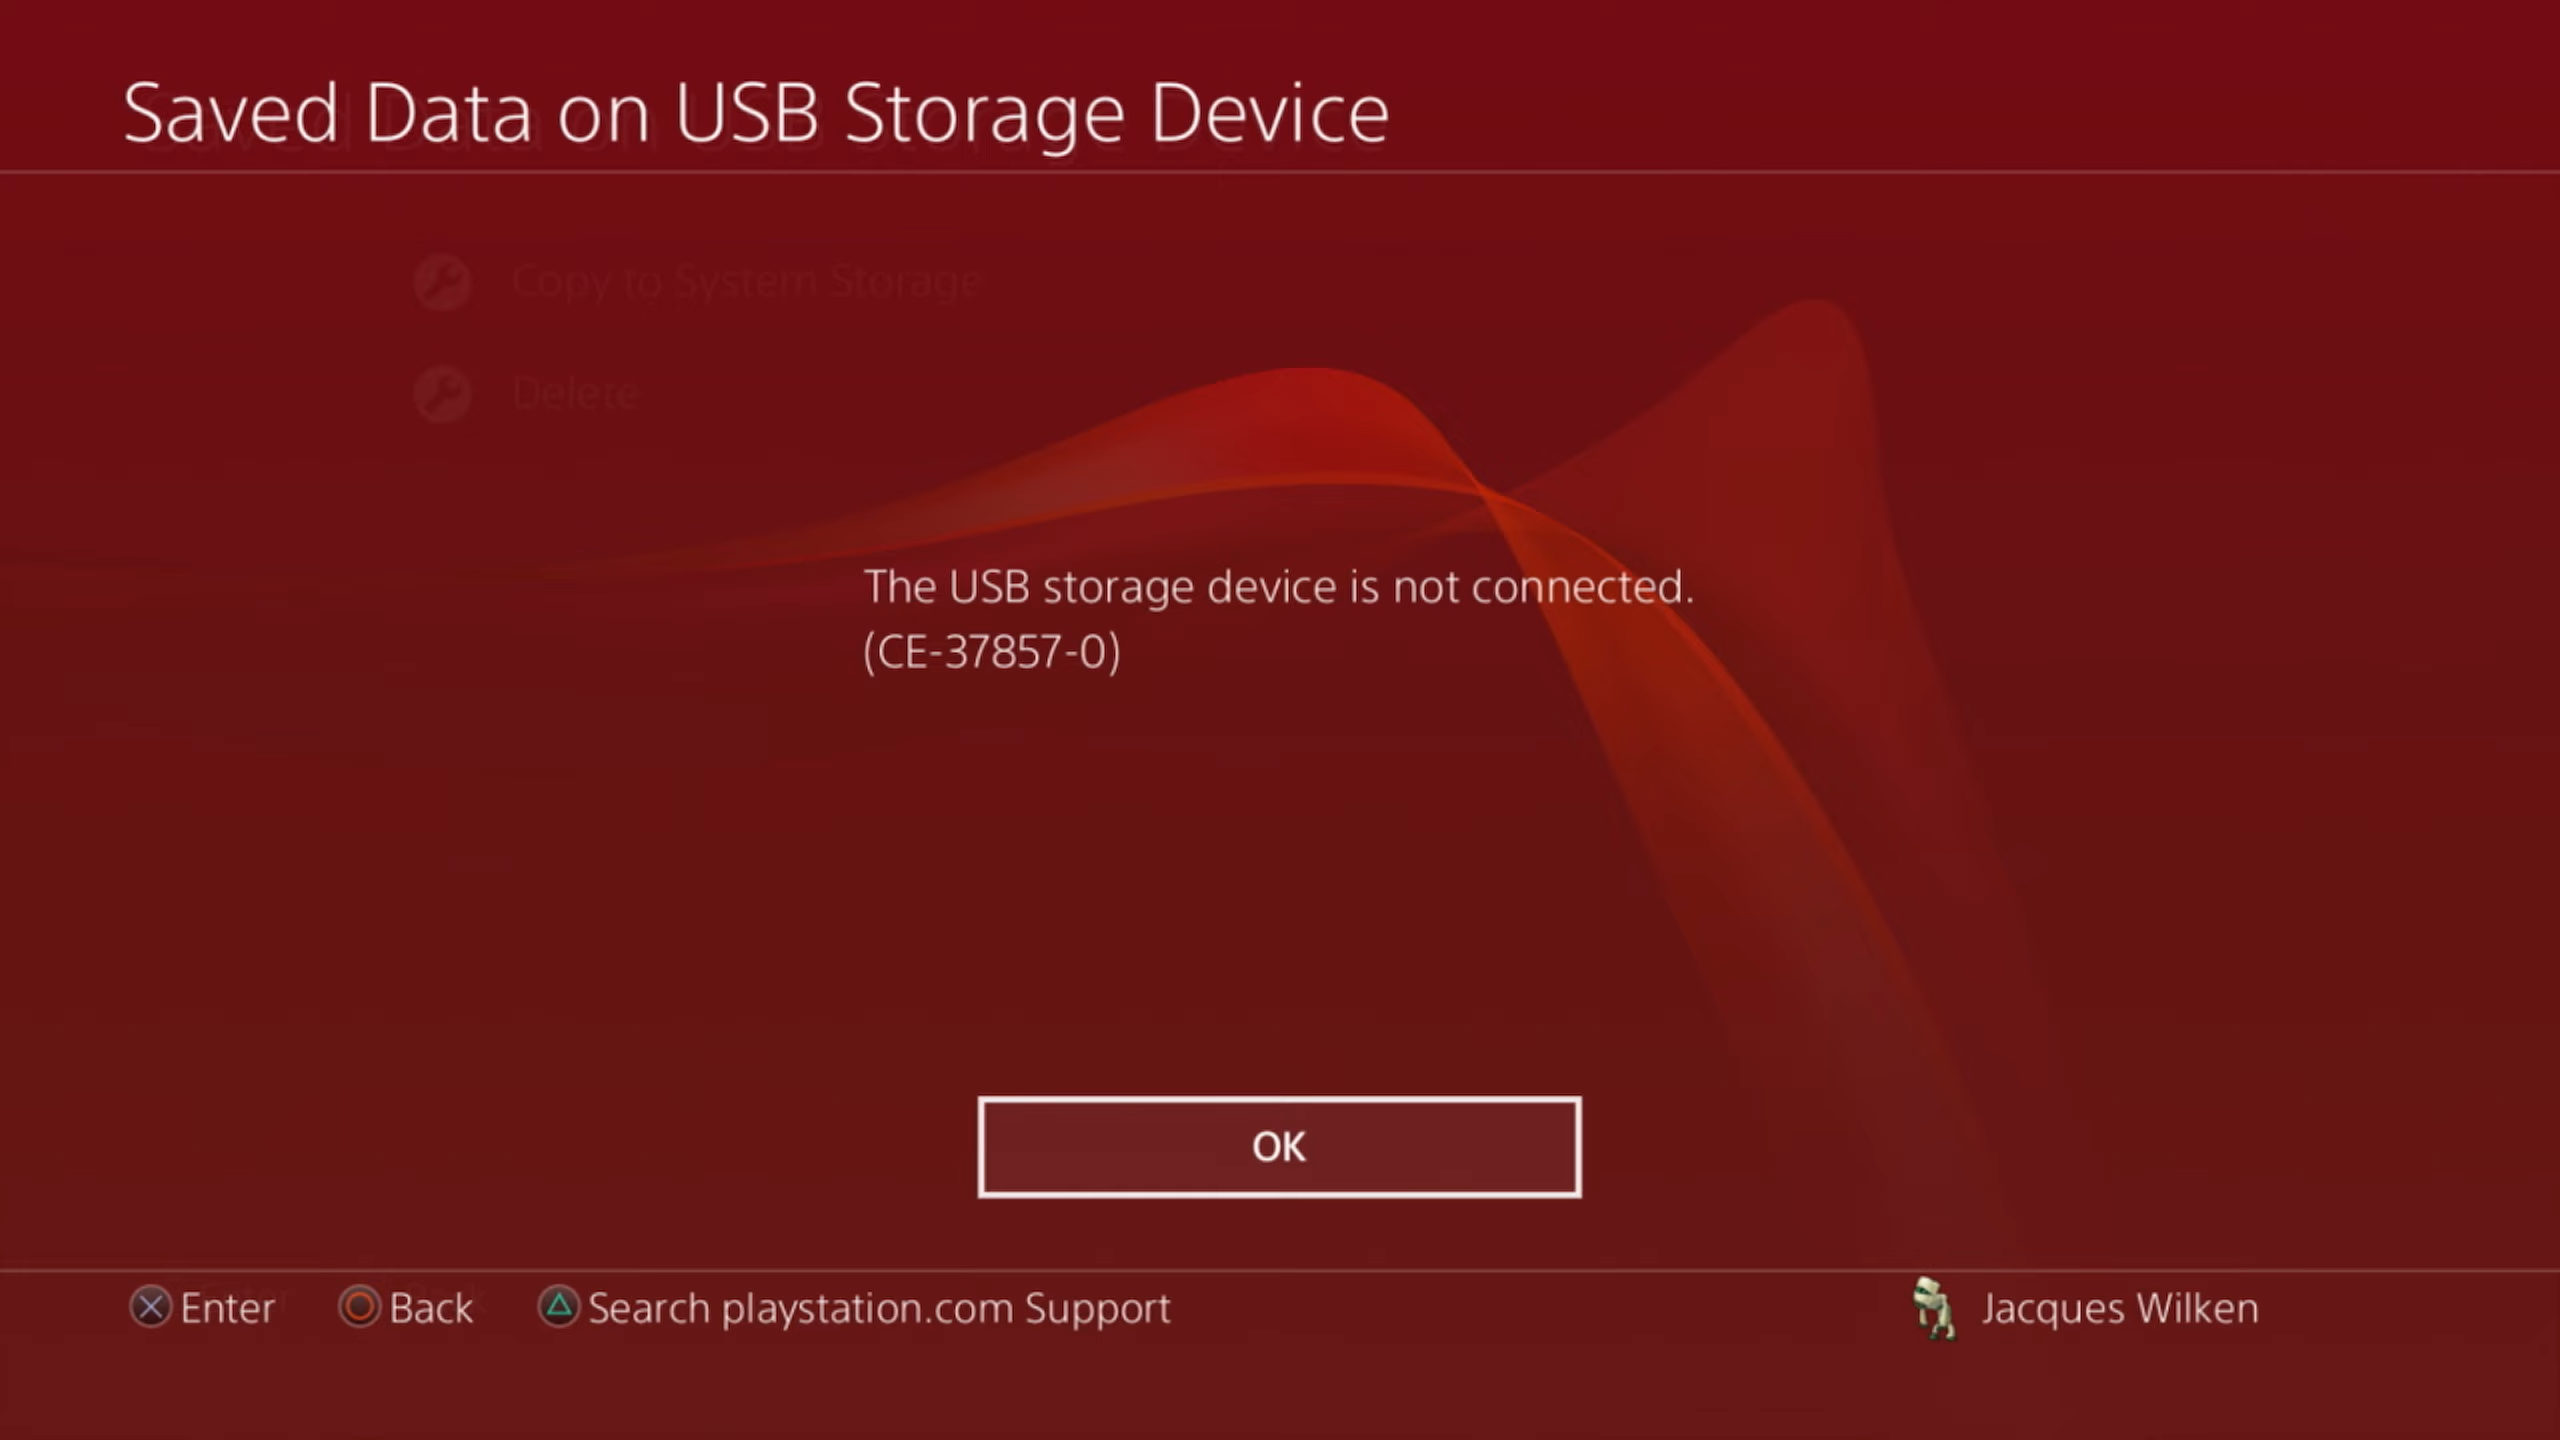 Saved Data on USB Storage Device
Copy to System Storage
Delete
The USB storage device is not connected.
(CE-37857-0)
OK
Enter
Back
Search playstation.com Support
Jacques Wilken